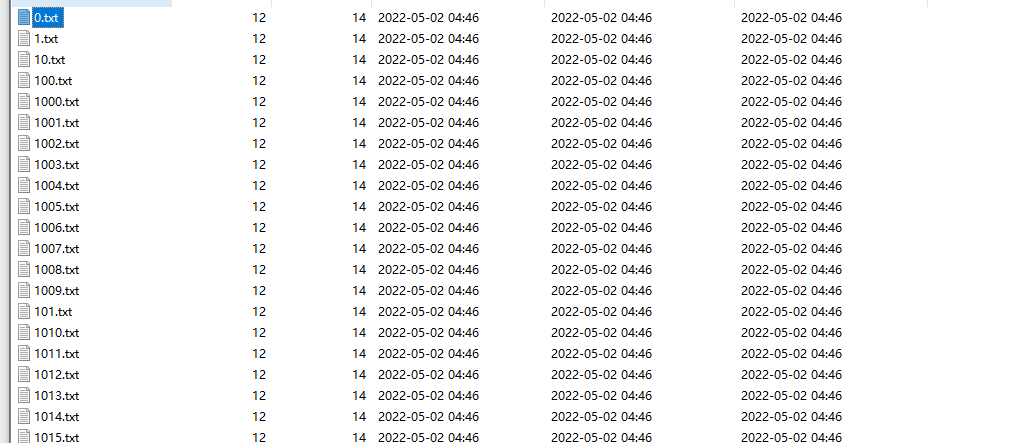 0.txt 12 14 2022-05-02 04:46 2022-05-02 04:46 2022-05-02 04:46
1.txt 12 14 2022-05-02 04:46 2022-05-02 04:46 2022-05-02 04:46
10.txt 12 14 2022-05-02 04:46 2022-05-02 04:46 2022-05-02 04:46
100.txt 12 14 2022-05-02 04:46 2022-05-02 04:46 2022-05-02 04:46
1000.txt 12 14 2022-05-02 04:46 2022-05-02 04:46 2022-05-02 04:46
1001.txt 12 14 2022-05-02 04:46 2022-05-02 04:46 2022-05-02 04:46
1002.txt 12 14 2022-05-02 04:46 2022-05-02 04:46 2022-05-02 04:46
1003.txt 12 14 2022-05-02 04:46 2022-05-02 04:46 2022-05-02 04:46
1004.txt 12 14 2022-05-02 04:46 2022-05-02 04:46 2022-05-02 04:46
1005.txt 12 14 2022-05-02 04:46 2022-05-02 04:46 2022-05-02 04:46
1006.txt 12 14 2022-05-02 04:46 2022-05-02 04:46 2022-05-02 04:46
1007.txt 12 14 2022-05-02 04:46 2022-05-02 04:46 2022-05-02 04:46
1008.txt 12 14 2022-05-02 04:46 2022-05-02 04:46 2022-05-02 04:46
1009.txt 12 14 2022-05-02 04:46 2022-05-02 04:46 2022-05-02 04:46
101.txt 12 14 2022-05-02 04:46 2022-05-02 04:46 2022-05-02 04:46
1010.txt 12 14 2022-05-02 04:46 2022-05-02 04:46 2022-05-02 04:46
1011.txt 12 14 2022-05-02 04:46 2022-05-02 04:46 2022-05-02 04:46
1012.txt 12 14 2022-05-02 04:46 2022-05-02 04:46 2022-05-02 04:46
1013.txt 12 14 2022-05-02 04:46 2022-05-02 04:46 2022-05-02 04:46
1014.txt 12 14 2022-05-02 04:46 2022-05-02 04:46 2022-05-02 04:46
1015.txt 12 14 2022-05-02 04:46 2022-05-02 04:46 2022-05-02 04:46